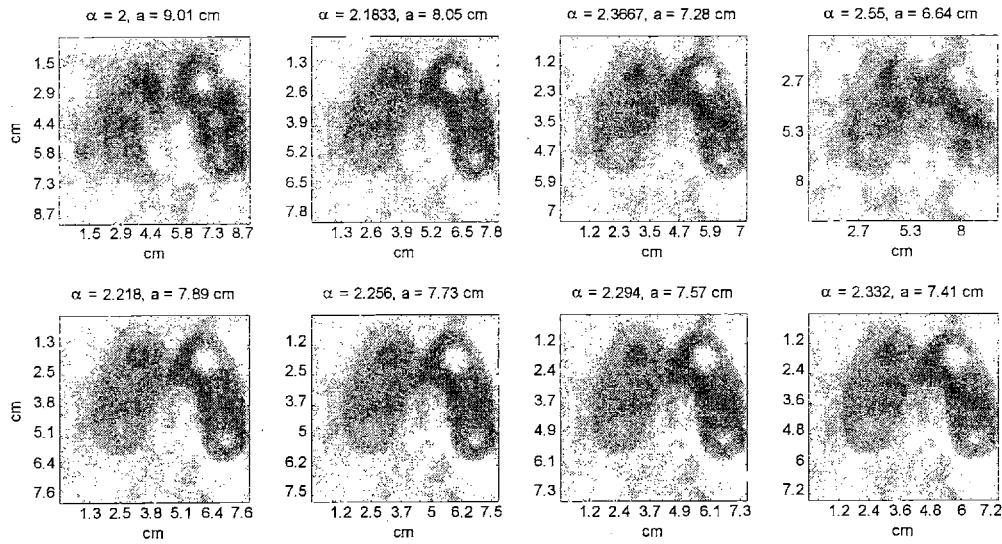 α = 2, a = 9.01 cm
α = 2.1833, a = 8.05 cm
α = 2.3667, a = 7.28 cm
α = 2.55, a = 6.64 cm
cm
1.5
2.9
4.4
5.8
7.3
8.7
1.5 2.9 4.4 5.8 7.3 8.7
cm
1.3
2.6
3.9
5.2
6.5
7.8
1.3 2.6 3.9 5.2 6.5 7.8
cm
1.2
2.3
3.5
4.7
5.9
7
1.2 2.3 3.5 4.7 5.9 7
cm
2.7
5.3
8
2.7 5.3 8
cm
α = 2.218, a = 7.89 cm
α = 2.256, a = 7.73 cm
α = 2.294, a = 7.57 cm
α = 2.332, a = 7.41 cm
cm
1.3
2.5
3.8
5.1
6.4
7.6
1.3 2.5 3.8 5.1 6.4 7.6
cm
1.2
2.5
3.7
5
6.2
7.5
1.2 2.5 3.7 5 6.2 7.5
cm
1.2
2.4
3.7
4.9
6.1
7.3
1.2 2.4 3.7 4.9 6.1 7.3
cm
1.2
2.4
3.6
4.8
6
7.2
1.2 2.4 3.6 4.8 6 7.2
cm